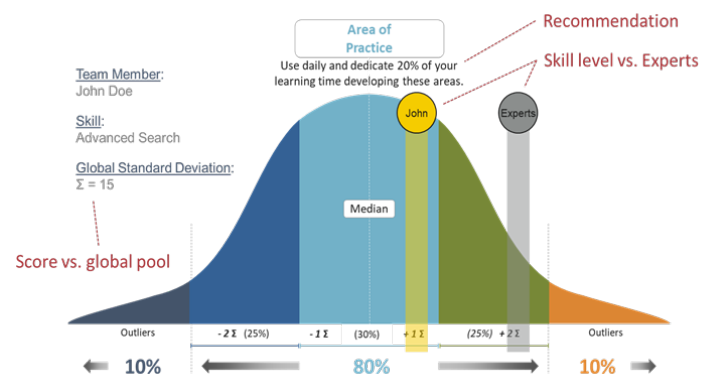 Recommendation
Area of
Practice
Use daily and dedicate 20% of your
learning time developing these areas.
Skill level vs. Experts
Team Member:
John Doe
Skill:
Advanced Search
Global Standard Deviation:
Σ = 15
John
Experts
Median
Score vs. global pool
Outliers
- 2 Σ (25%)
- 1 Σ
(30%)
+ 1 Σ
(25%) + 2 Σ
Outliers
10%
80%
10%